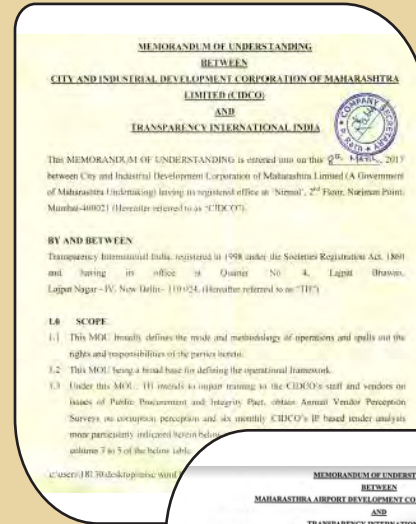 MEMORANDUM OF UNDERSTANDING
BETWEEN
CITY AND INDUSTRIAL DEVELOPMENT CORPORATION OF MAHARASHTRA
LIMITED (CIDCO)
AND
TRANSPARENCY INTERNATIONAL INDIA
COMPANY SECRETARY
This MEMORANDUM OF UNDERSTANDING is entered into on this 2017
between City and Industrial Development Corporation of Maharashtra Limited (A Government
of Maharashtra Undertaking) having its registered office at 'Nirmal', 2nd Floor, Nariman Point,
Mumbai-400021 (Hereafter referred to as "CIDCO").
BY AND BETWEEN
Transparency International India, registered in 1998 under the Societies Registration Act, 1860
and having its office at Quarter No 4, Lajpat Bhawan,
Lajpat Nagar - IV, New Delhi - 110 024. (Hereafter referred to as "TII")
1.0 SCOPE
1.1 This MOU broadly defines the mode and methodology of operations and spells out the
rights and responsibilities of the parties herein.
1.2 This MOU being a broad base for defining the operational framework.
1.3 Under this MOU, TII intends to impart training to the CIDCO's staff and vendors on
issues of Public Procurement and Integrity Pact, obtain Annual Vendor Perception
Surveys on corruption perception and six monthly CIDCO's IP based tender analysis
more particularly indicated herein below
column 3 to 5 of the below table.
MEMORANDUM OF UNDERST
BETWEEN
MAHARASTHRA AIRPORT DEVELOPMENT CO
AND
TRANSPARENCY INTERNATION